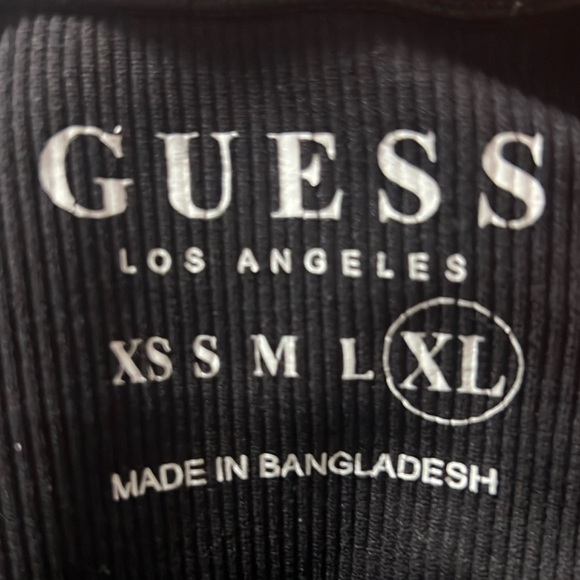 GUESS
LOS ANGELES
XS S M L XL
MADE IN BANGLADESH